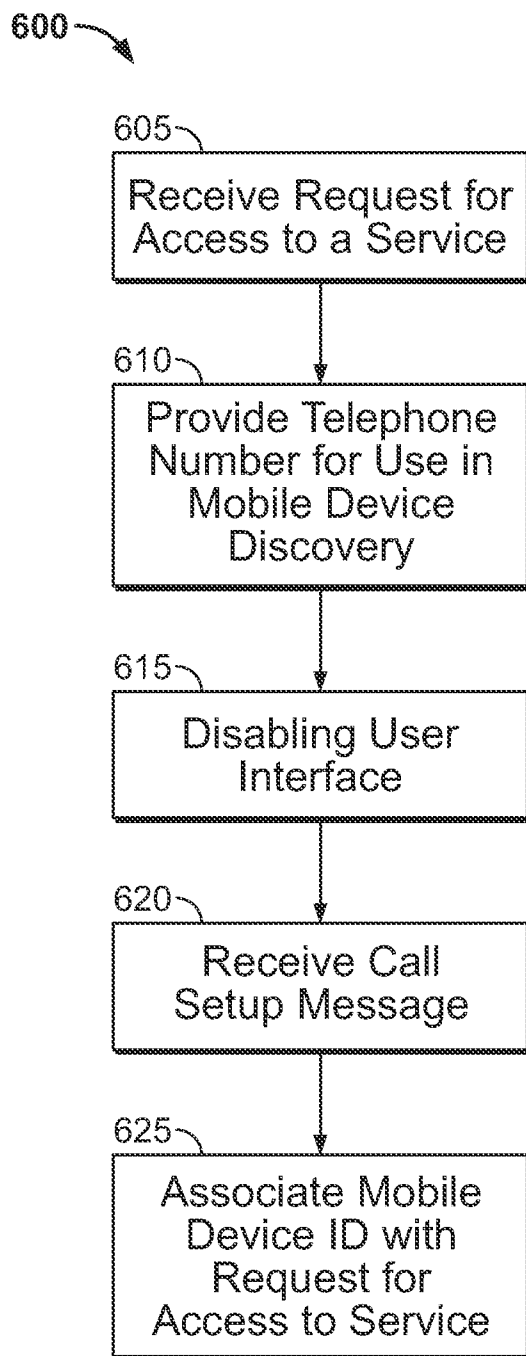 600
605
Receive Request for
Access to a Service
610
Provide Telephone
Number for Use in
Mobile Device
Discovery
615
Disabling User
Interface
620
Receive Call
Setup Message
625
Associate Mobile
Device ID with
Request for
Access to Service